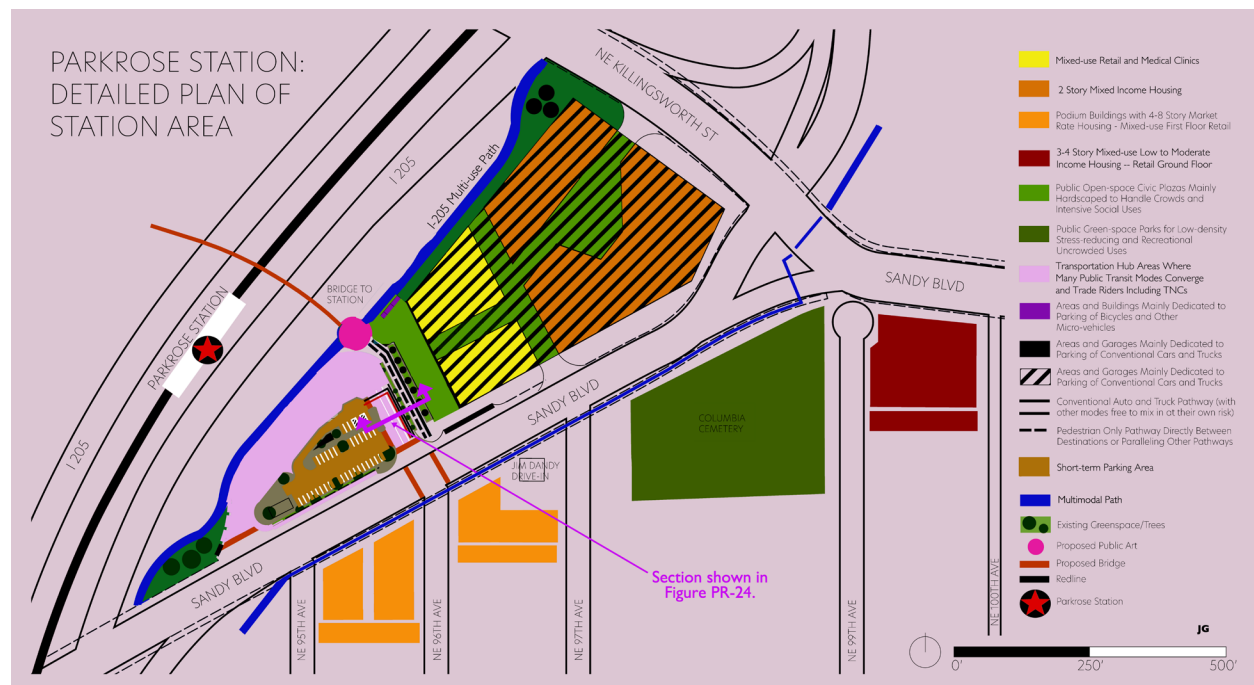 PARKROSE STATION:
DETAILED PLAN OF
STATION AREA
NE KILLINGSWORTH ST
I 205
I-205 Multi-use Path
BRIDGE TO
STATION
PARKROSE STATION
I 205
SANDY BLVD
SANDY BLVD
SANDY BLVD
COLUMBIA
CEMETERY
JIM DANDY
DRIVE-IN
Section shown in
Figure PR-24.
NE 95TH AVE
NE 96TH AVE
NE 97TH AVE
NE 99TH AVE
NE 100TH AVE
Mixed-use Retail and Medical Clinics
2 Story Mixed Income Housing
Podium Buildings with 4-8 Story Market
Rate Housing - Mixed-use First Floor Retail
3-4 Story Mixed-use Low to Moderate
Income Housing -- Retail Ground Floor
Public Open-space Civic Plazas Mainly
Hardscaped to Handle Crowds and
Intensive Social Uses
Public Green-space Parks for Low-density
Stress-reducing and Recreational
Uncrowded Uses
Transportation Hub Areas Where
Many Public Transit Modes Converge
and Trade Riders Including TNCs
Areas and Buildings Mainly Dedicated to
Parking of Bicycles and Other
Micro-vehicles
Areas and Garages Mainly Dedicated to
Parking of Conventional Cars and Trucks
Areas and Garages Mainly Dedicated to
Parking of Conventional Cars and Trucks
Conventional Auto and Truck Pathway (with
other modes free to mix in at their own risk)
Pedestrian Only Pathway Directly Between
Destinations or Paralleling Other Pathways
Short-term Parking Area
Multimodal Path
Existing Greenspace/Trees
Proposed Public Art
Proposed Bridge
Redline
Parkrose Station
JG
0'
250'
500'